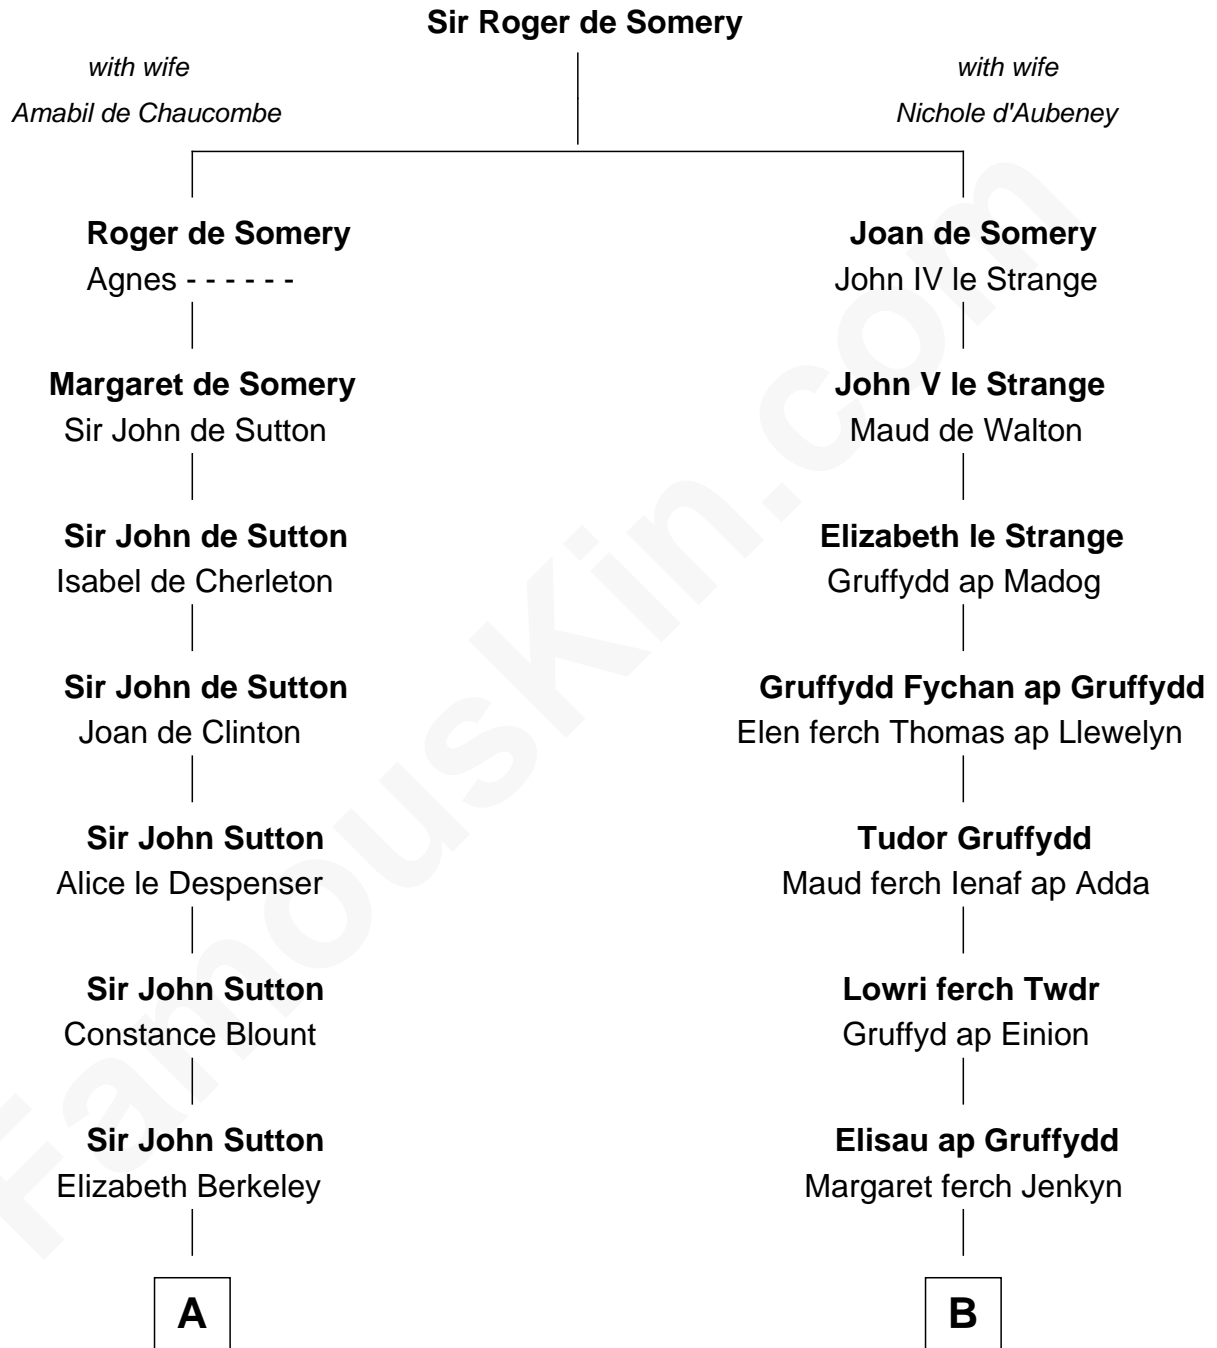 Sir Roger de Somery
with wife
Amabil de Chaucombe
with wife
Nichole d'Aubeney
Roger de Somery
Agnes - - - - - -
Joan de Somery
John IV le Strange
Margaret de Somery
Sir John de Sutton
John V le Strange
Maud de Walton
Sir John de Sutton
Isabel de Cherleton
Elizabeth le Strange
Gruffydd ap Madog
Sir John de Sutton
Joan de Clinton
Gruffydd Fychan ap Gruffydd
Elen ferch Thomas ap Llewelyn
Sir John Sutton
Alice le Despenser
Tudor Gruffydd
Maud ferch Ienaf ap Adda
Sir John Sutton
Constance Blount
Lowri ferch Twdr
Gruffyd ap Einion
Sir John Sutton
Elizabeth Berkeley
Elisau ap Gruffydd
Margaret ferch Jenkyn
A
B
FamousKin.com